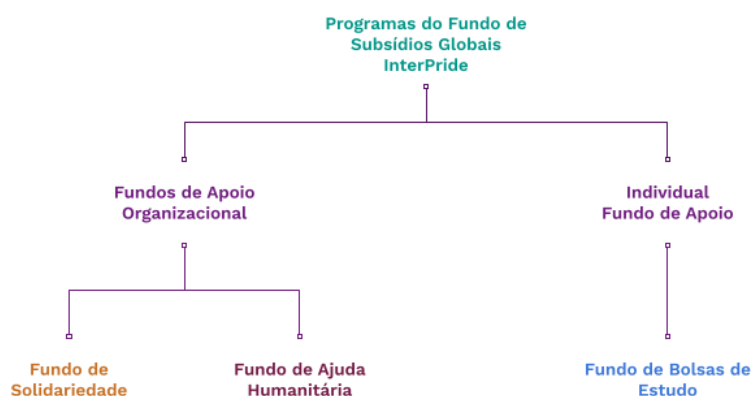 Programas do Fundo de
Subsídios Globais
InterPride
Fundos de Apoio
Organizacional
Individual
Fundo de Apoio
Fundo de
Solidariedade
Fundo de Ajuda
Humanitária
Fundo de Bolsas de
Estudo